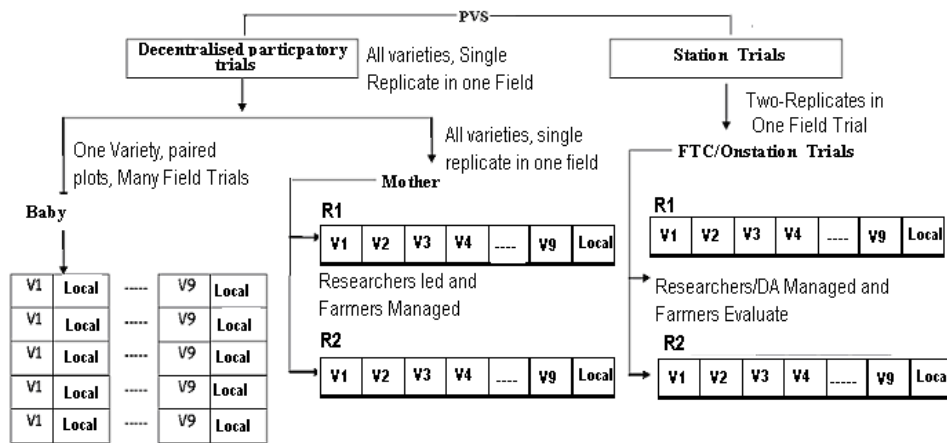 PVS
Decentralised particpatory
trials
All varieties, Single
Replicate in one Field
Station Trials
Two-Replicates in
One Field Trial
One Variety, paired
plots, Many Field Trials
All varieties, single
replicate in one field
FTC/Onstation Trials
Mother
Baby
R1
V1 V2 V3 V4 ---- V9 Local
Researchers led and
Farmers Managed
R2
V1 V2 V3 V4 ---- V9 Local
R1
V1 V2 V3 V4 ---- V9 Local
Researchers/DA Managed and
Farmers Evaluate
R2
V1 V2 V3 V4 ----- V9 Local
V1 Local ----- V9 Local
V1 Local ----- V9 Local
V1 Local ----- V9 Local
V1 Local ----- V9 Local
V1 Local ----- V9 Local